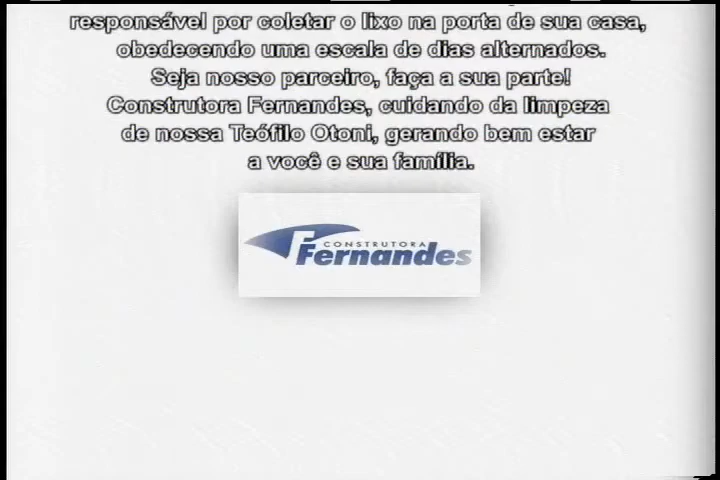 responsável por coletar o lixo na porta de sua casa,
obedecendo uma escala de dias alternados.
Seja nosso parceiro, faça a sua parte!
Construtora Fernandes, cuidando da limpeza
de nossa Teófilo Otoni, gerando bem estar
a você e sua família.
CONSTRUTORA
Fernandes